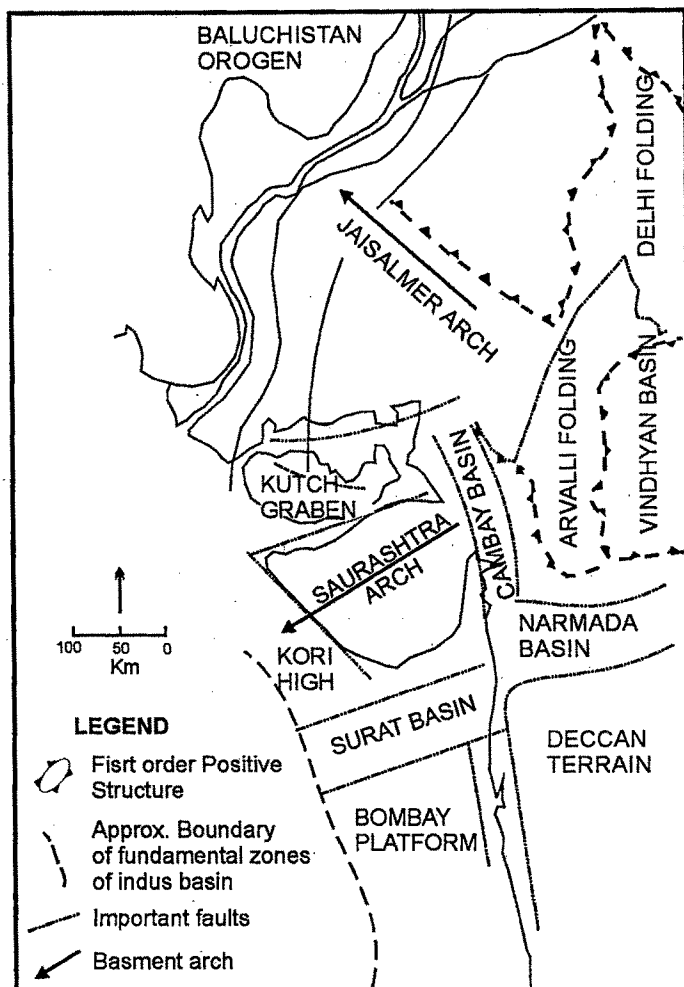 BALUCHISTAN
OROGEN
DELHI FOLDING
JAISALMER ARCH
ARVALLI FOLDING
VINDHYAN BASIN
CAMBAY BASIN
KUTCH
GRABEN
SAURASHTRA
ARCH
NARMADA
BASIN
100 50 0
Km
KORI
HIGH
SURAT BASIN
DECCAN
TERRAIN
BOMBAY
PLATFORM
LEGEND
Fisrt order Positive
Structure
Approx. Boundary
of fundamental zones
of indus basin
Important faults
Basment arch